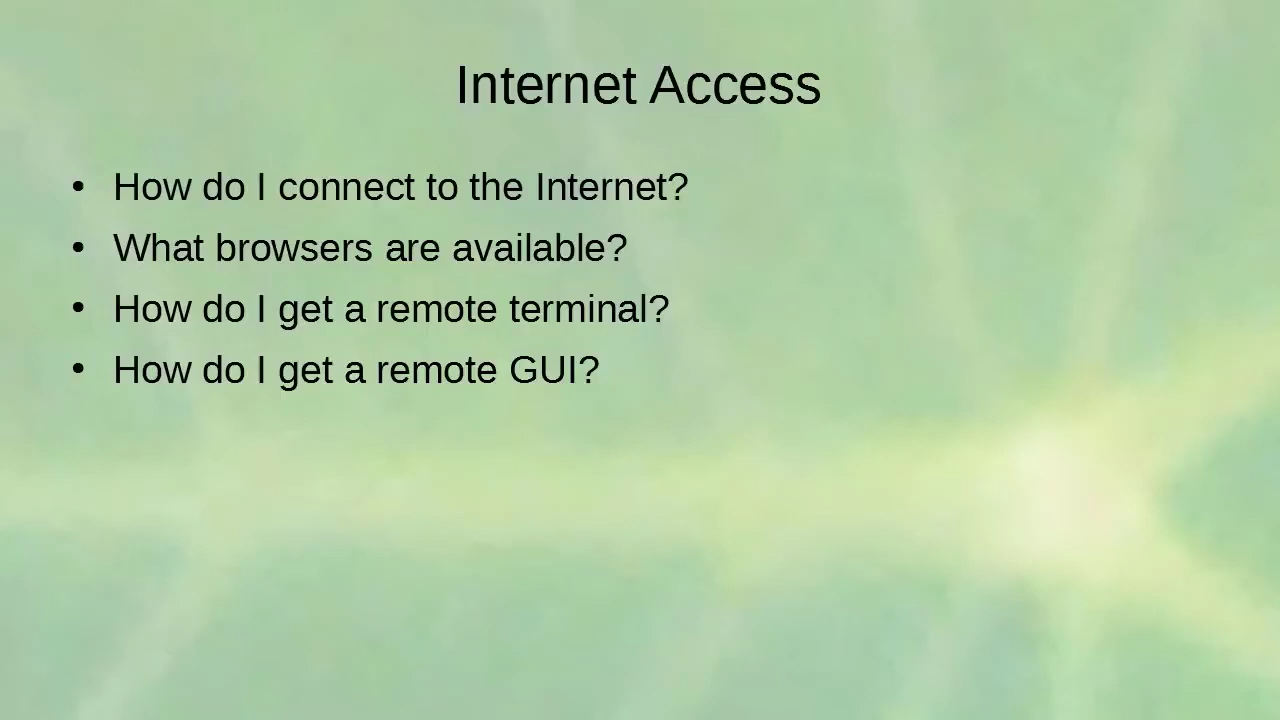 Internet Access
• How do I connect to the Internet?
• What browsers are available?
• How do I get a remote terminal?
• How do I get a remote GUI?